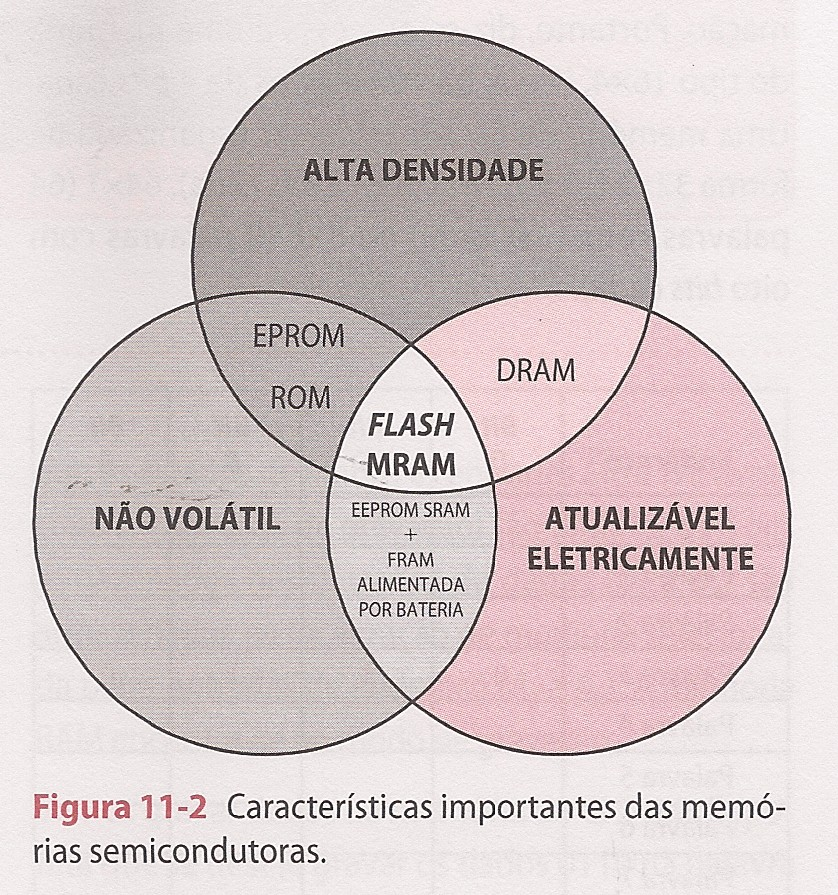 ALTA DENSIDADE
EPROM
ROM
DRAM
FLASH
MRAM
NÃO VOLÁTIL
EEPROM SRAM
+
FRAM
ALIMENTADA
POR BATERIA
ATUALIZÁVEL
ELETRICAMENTE
Figura 11-2 Características importantes das memó-
rias semicondutoras.